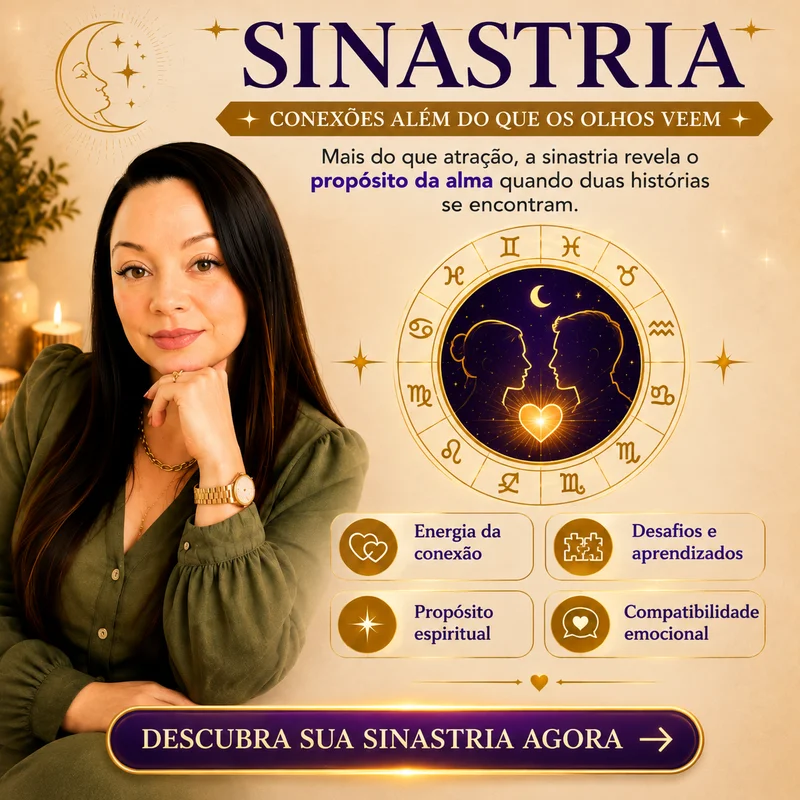 SINASTRIA
CONEXÕES ALÉM DO QUE OS OLHOS VEEM
Mais do que atração, a sinastria revela o
propósito da alma quando duas histórias
se encontram.
Energia da
conexão
Desafios e
aprendizados
Propósito
espiritual
Compatibilidade
emocional
DESCUBRA SUA SINASTRIA AGORA →